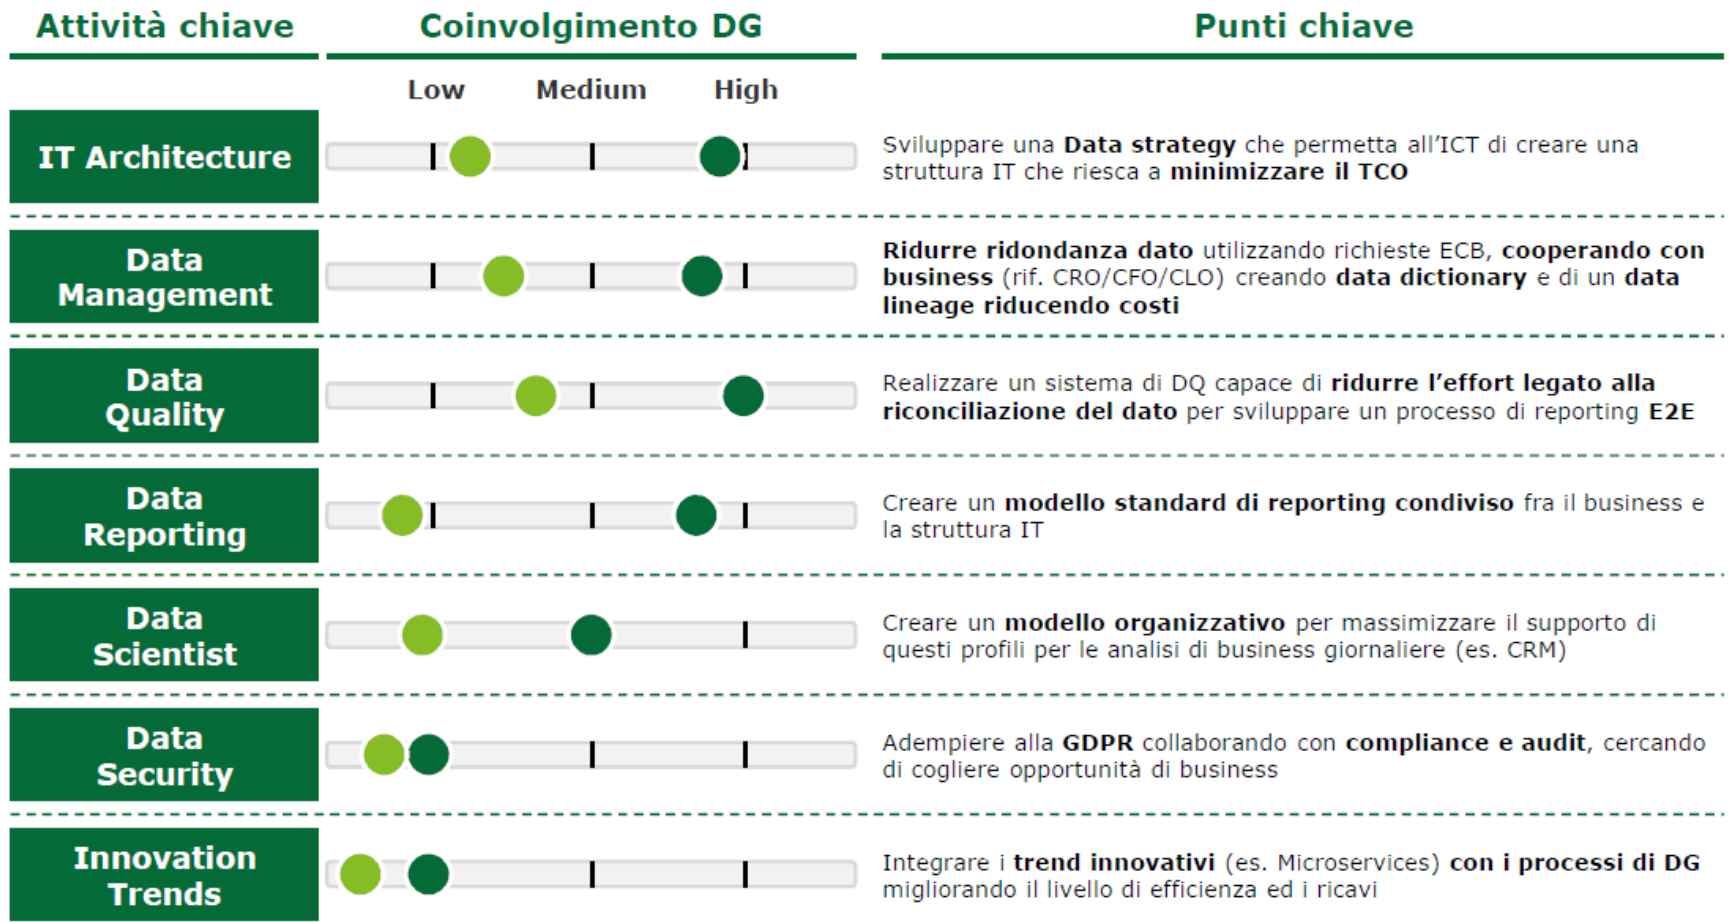 Attività chiave
Coinvolgimento DG
Punti chiave
Low
Medium
High
IT Architecture
Sviluppare una Data strategy che permetta all'ICT di creare una
struttura IT che riesca a minimizzare il TCO
Data
Management
Ridurre ridondanza dato utilizzando richieste ECB, cooperando con
business (rif. CRO/CFO/CLO) creando data dictionary e di un data
lineage riducendo costi
Data
Quality
Realizzare un sistema di DQ capace di ridurre l'effort legato alla
riconciliazione del dato per sviluppare un processo di reporting E2E
Data
Reporting
Creare un modello standard di reporting condiviso fra il business e
la struttura IT
Data
Scientist
Creare un modello organizzativo per massimizzare il supporto di
questi profili per le analisi di business giornaliere (es. CRM)
Data
Security
Adempiere alla GDPR collaborando con compliance e audit, cercando
di cogliere opportunità di business
Innovation
Trends
Integrare i trend innovativi (es. Microservices) con i processi di DG
migliorando il livello di efficienza ed i ricavi